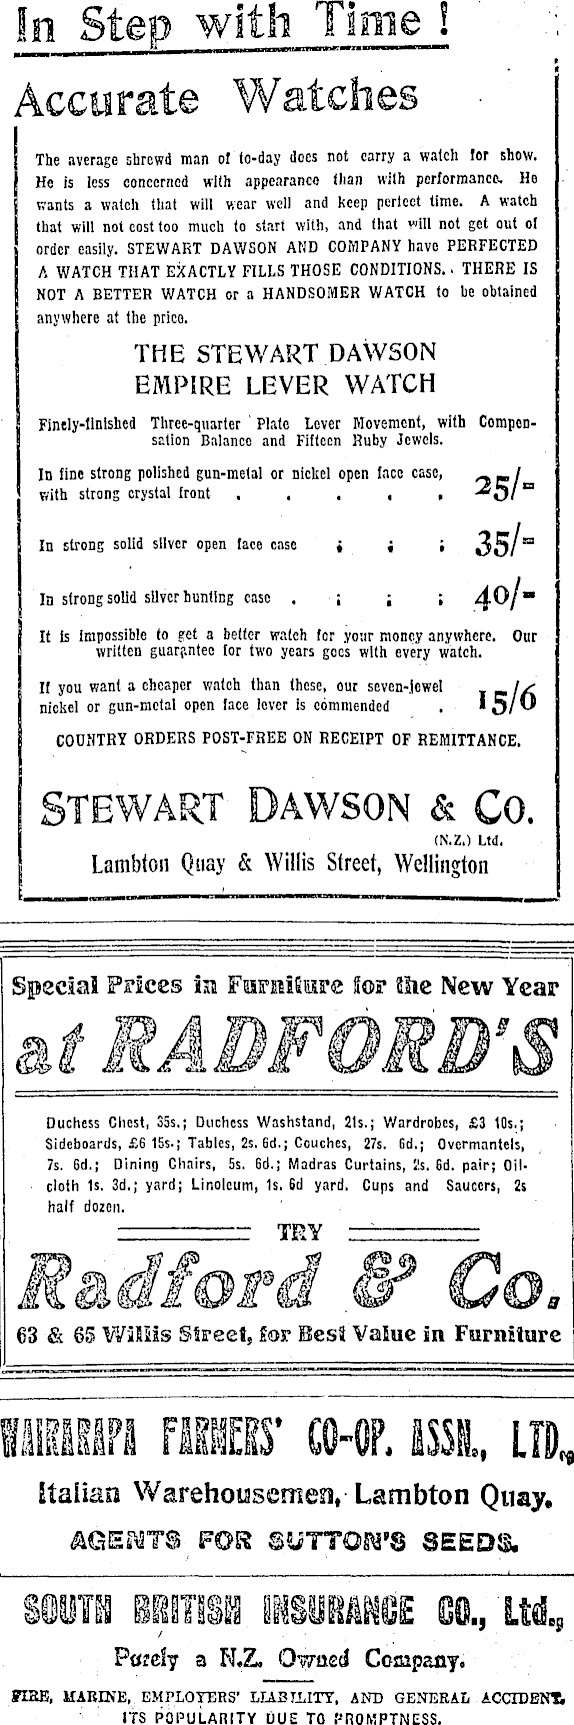 In Step with Time !
Accurate Watches
The average shrewd man of to-day does not carry a watch for show.
He is less concerned with appearance than with performance. He
wants a watch that will wear well and keep perfect time. A watch
that will not cost too much to start with, and that will not get out of
order easily. STEWART DAWSON AND COMPANY have PERFECTED
A WATCH THAT EXACTLY FILLS THOSE CONDITIONS. THERE IS
NOT A BETTER WATCH or a HANDSOMER WATCH to be obtained
anywhere at the price.
THE STEWART DAWSON
EMPIRE LEVER WATCH
Finely-finished Three-quarter Plate Lever Movement, with Compen-
sation Balance and Fifteen Ruby Jewels.
In fine strong polished gun-metal or nickel open face case,
with strong crystal front . . . . . 25/-
In strong solid silver open face case ; ; ; 35/-
In strong solid silver hunting case . ; ; ; 40/-
It is impossible to get a better watch for your money anywhere. Our
written guarantee for two years goes with every watch.
If you want a cheaper watch than these, our seven-jewel
nickel or gun-metal open face lever is commended . 15/6
COUNTRY ORDERS POST-FREE ON RECEIPT OF REMITTANCE.
STEWART DAWSON & CO.
(N.Z.) Ltd.
Lambton Quay & Willis Street, Wellington
Special Prices in Furniture for the New Year
at RADFORD'S
Duchess Chest, 35s.; Duchess Washstand, 21s.; Wardrobes, £3 10s.;
Sideboards, £6 15s.; Tables, 2s. 6d.; Couches, 27s. 6d.; Overmantels,
7s. 6d.; Dining Chairs, 5s. 6d.; Madras Curtains, 2s. 6d. pair; Oil-
cloth 1s. 3d.; yard; Linoleum, 1s. 6d yard. Cups and Saucers, 2s
half dozen.
TRY
Radford & Co.
63 & 65 Willis Street, for Best Value in Furniture
WAIRARAPA FARMERS' CO-OP. ASSN., LTD.,
Italian Warehousemen, Lambton Quay.
AGENTS FOR SUTTON'S SEEDS.
SOUTH BRITISH INSURANCE CO., Ltd.,
Purely a N.Z. Owned Company.
FIRE, MARINE, EMPLOYERS' LIABILITY, AND GENERAL ACCIDENT.
ITS POPULARITY DUE TO PROMPTNESS.